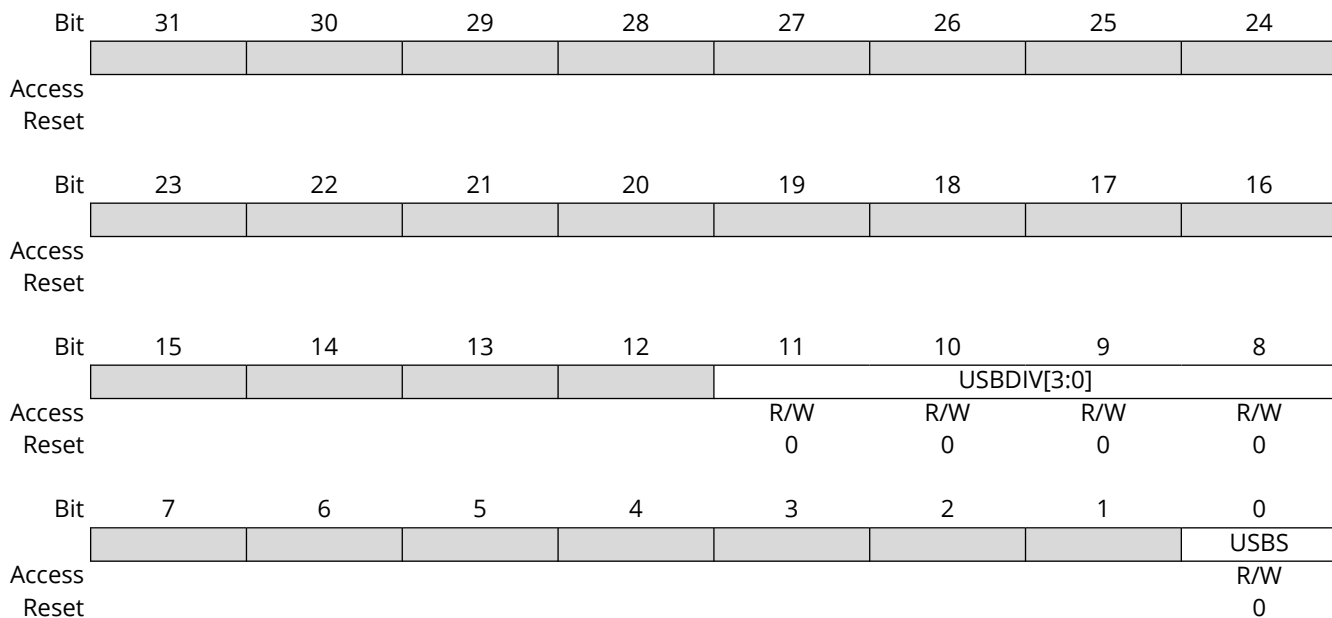 Bit 31 30 29 28 27 26 25 24
Access
Reset
Bit 23 22 21 20 19 18 17 16
Access
Reset
Bit 15 14 13 12 11 10 9 8
USBDIV[3:0]
Access R/W R/W R/W R/W
Reset 0 0 0 0
Bit 7 6 5 4 3 2 1 0
USBS
Access R/W
Reset 0